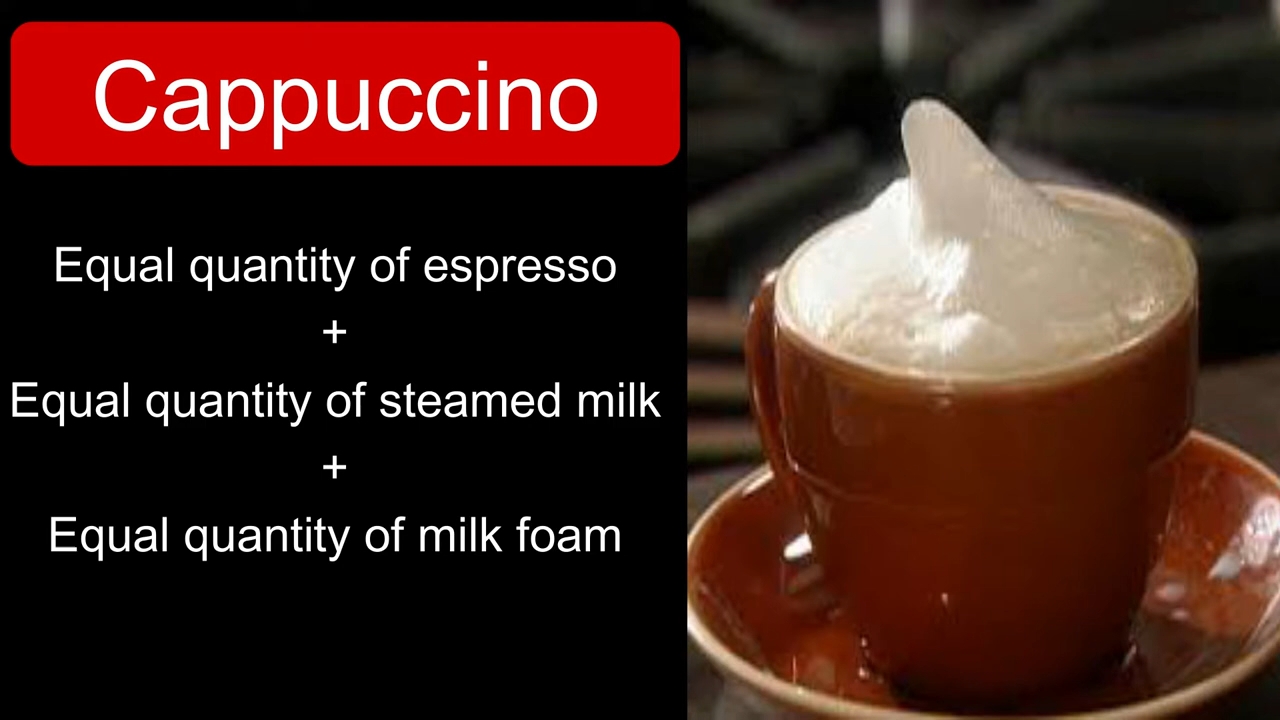 Cappuccino
Equal quantity of espresso
+
Equal quantity of steamed milk
+
Equal quantity of milk foam